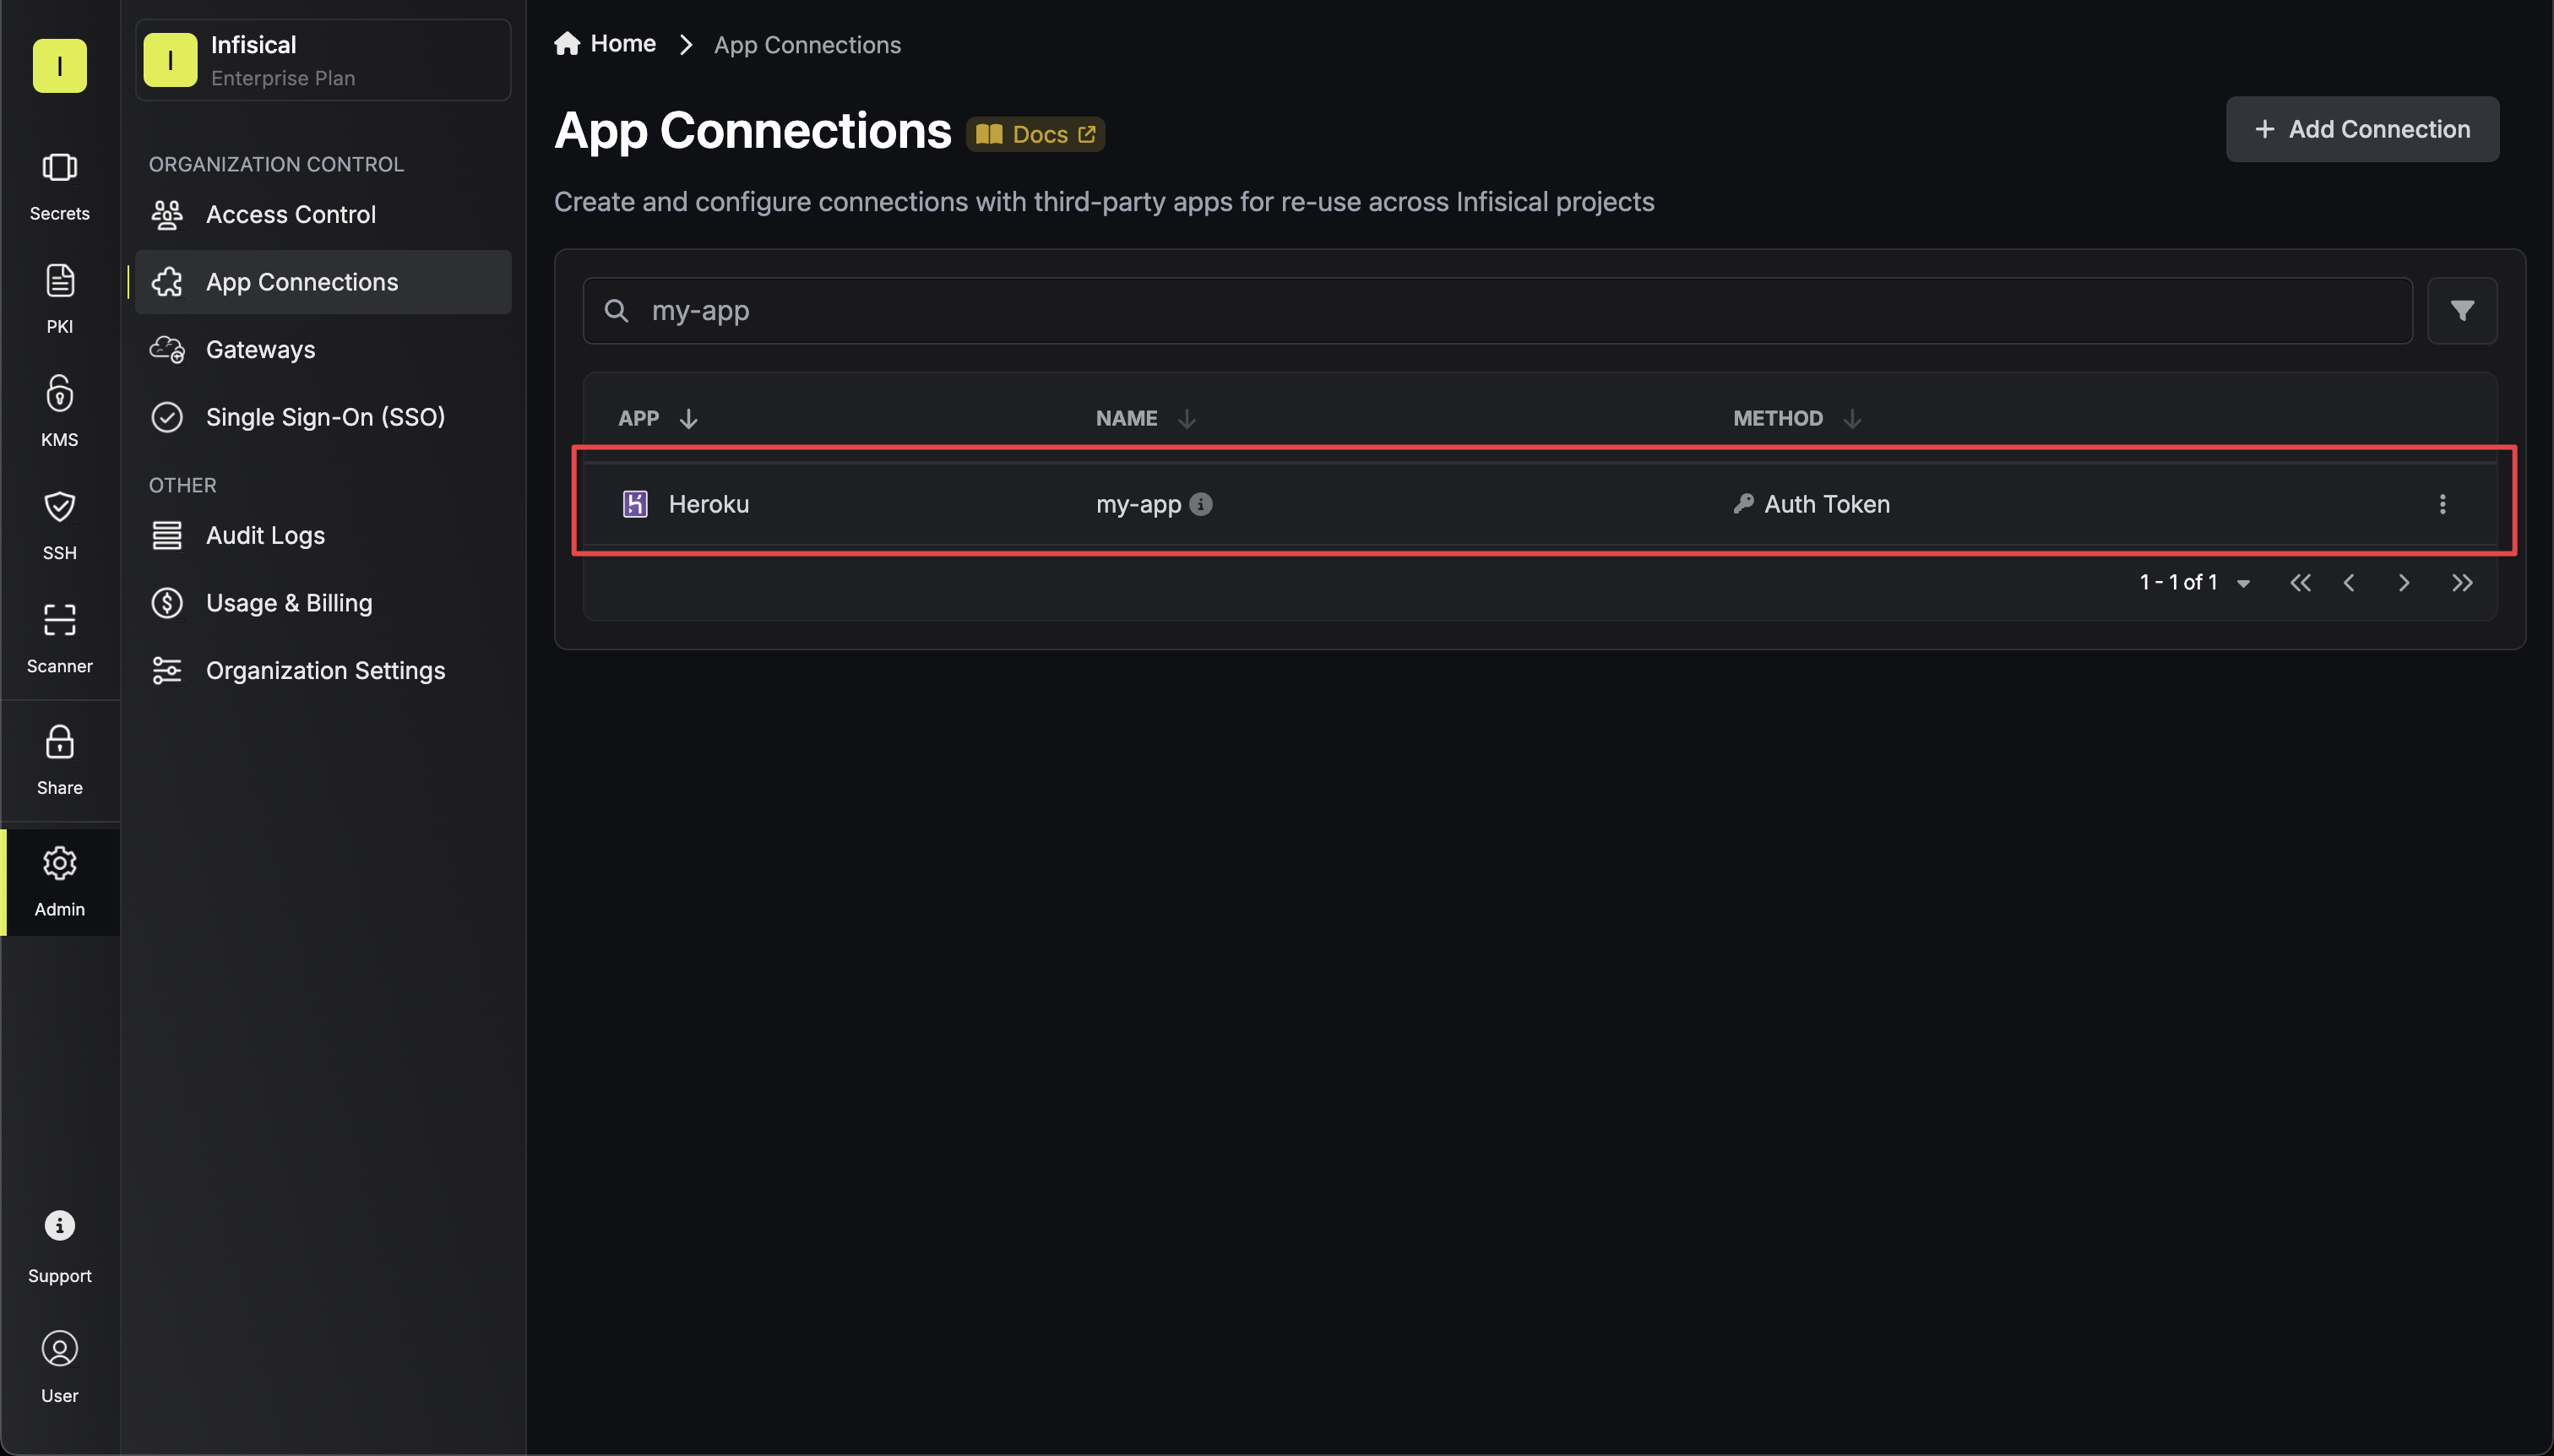 I
Secrets
PKI
KMS
SSH
Scanner
Share
Admin
Support
User
I
Infisical
Enterprise Plan
ORGANIZATION CONTROL
Access Control
App Connections
Gateways
Single Sign-On (SSO)
OTHER
Audit Logs
Usage & Billing
Organization Settings
Home App Connections
App Connections Docs
+ Add Connection
Create and configure connections with third-party apps for re-use across Infisical projects
my-app
APP NAME METHOD
Heroku my-app Auth Token
1 - 1 of 1